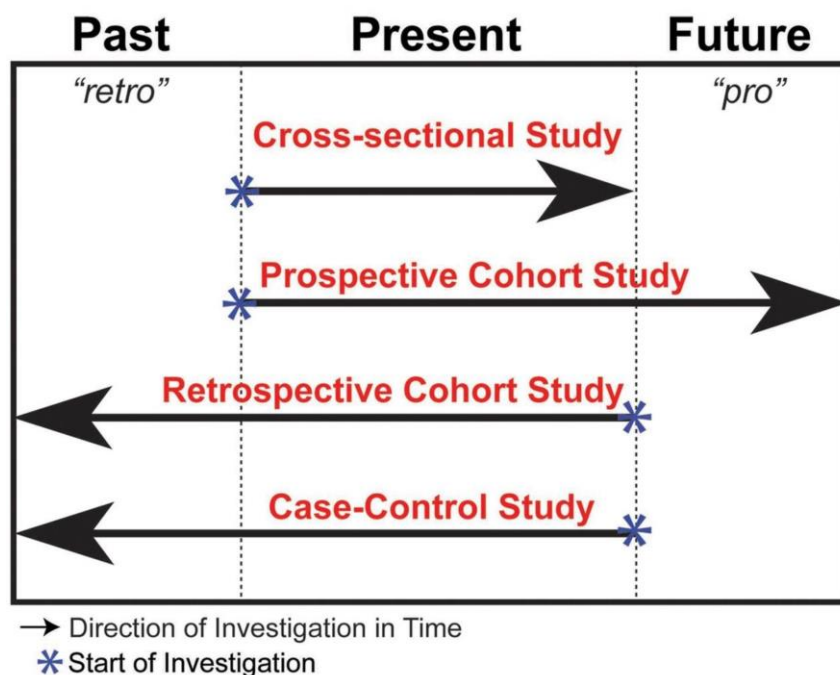 Past Present Future
“retro” “pro”
Cross-sectional Study
Prospective Cohort Study
Retrospective Cohort Study
Case-Control Study
Direction of Investigation in Time
Start of Investigation